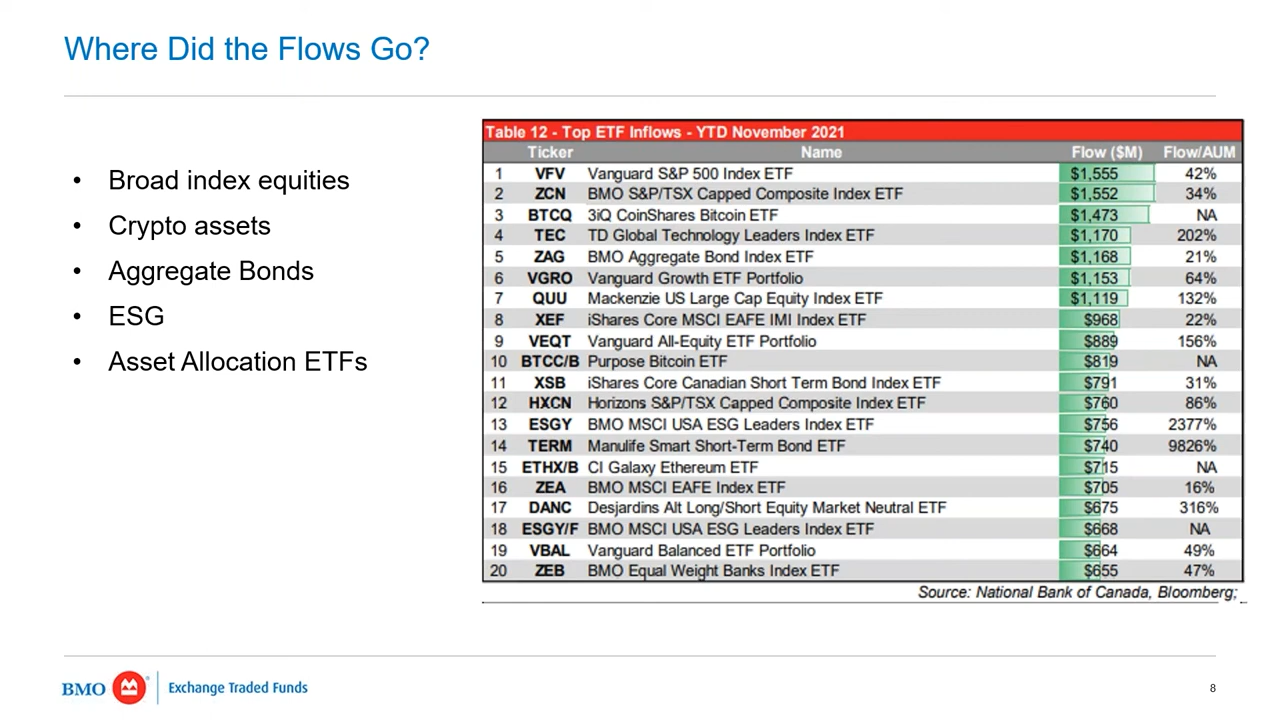 Where Did the Flows Go?
• Broad index equities
• Crypto assets
• Aggregate Bonds
• ESG
• Asset Allocation ETFs
Table 12 - Top ETF Inflows - YTD November 2021
Ticker Name Flow ($M) Flow/AUM
1 VFV Vanguard S&P 500 Index ETF $1,555 42%
2 ZCN BMO S&P/TSX Capped Composite Index ETF $1,552 34%
3 BTCQ 3iQ CoinShares Bitcoin ETF $1,473 NA
4 TEC TD Global Technology Leaders Index ETF $1,170 202%
5 ZAG BMO Aggregate Bond Index ETF $1,168 21%
6 VGRO Vanguard Growth ETF Portfolio $1,153 64%
7 QUU Mackenzie US Large Cap Equity Index ETF $1,119 132%
8 XEF iShares Core MSCI EAFE IMI Index ETF $968 22%
9 VEQT Vanguard All-Equity ETF Portfolio $889 156%
10 BTCC/B Purpose Bitcoin ETF $819 NA
11 XSB iShares Core Canadian Short Term Bond Index ETF $791 31%
12 HXCN Horizons S&P/TSX Capped Composite Index ETF $760 86%
13 ESGY BMO MSCI USA ESG Leaders Index ETF $756 2377%
14 TERM Manulife Smart Short-Term Bond ETF $740 9826%
15 ETHX/B CI Galaxy Ethereum ETF $715 NA
16 ZEA BMO MSCI EAFE Index ETF $705 16%
17 DANC Desjardins Alt Long/Short Equity Market Neutral ETF $675 316%
18 ESGY/F BMO MSCI USA ESG Leaders Index ETF $668 NA
19 VBAL Vanguard Balanced ETF Portfolio $664 49%
20 ZEB BMO Equal Weight Banks Index ETF $655 47%
Source: National Bank of Canada, Bloomberg;
BMO Exchange Traded Funds
8